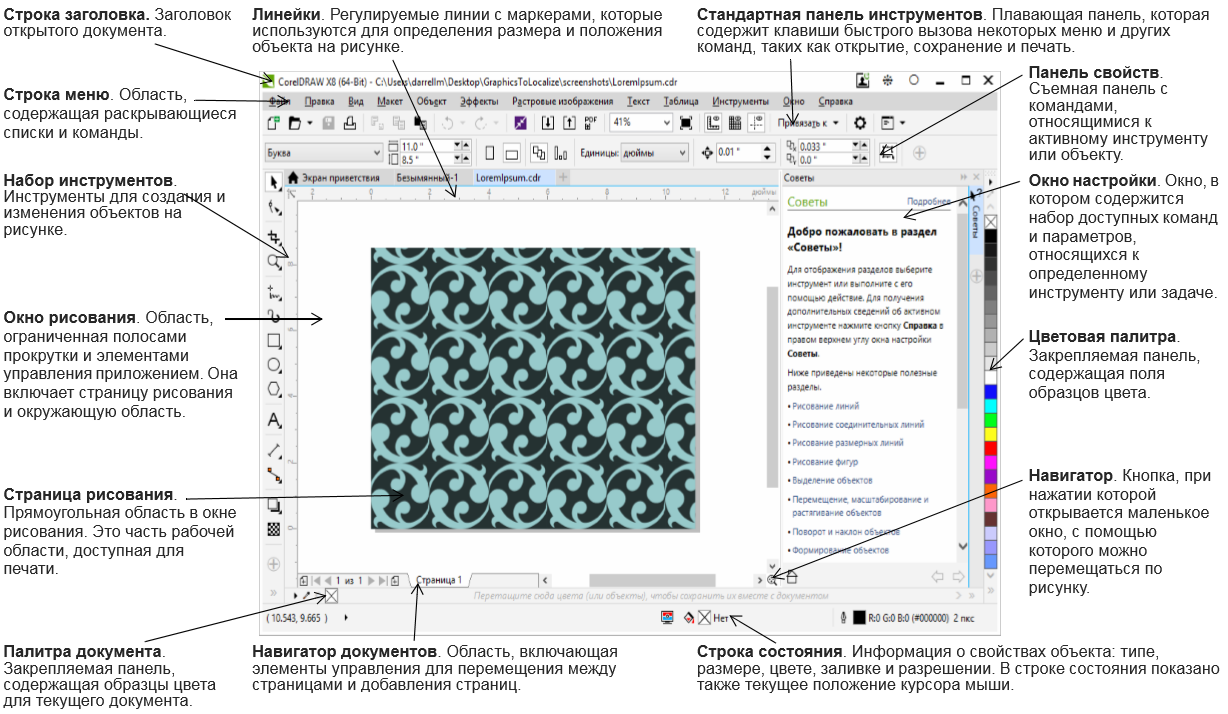 Строка заголовка. Заголовок
открытого документа.
Линейки. Регулируемые линии с маркерами, которые
используются для определения размера и положения
объекта на рисунке.
Стандартная панель инструментов. Плавающая панель, которая
содержит клавиши быстрого вызова некоторых меню и других
команд, таких как открытие, сохранение и печать.
Строка меню. Область,
содержащая раскрывающиеся
списки и команды.
Набор инструментов.
Инструменты для создания и
изменения объектов на
рисунке.
Окно рисования. Область,
ограниченная полосами
прокрутки и элементами
управления приложением. Она
включает страницу рисования
и окружающую область.
Страница рисования.
Прямоугольная область в окне
рисования. Это часть рабочей
области, доступная для
печати.
CorelDRAW X8 (64-Bit) - C:\Users\darrellm\Desktop\GraphicsToLocalize\screenshots\LoremIpsum.cdr
Файл Правка Вид Макет Объект Эффекты Растровые изображения Текст Таблица Инструменты Окно Справка
PDF 41% Привязать к
Буква 11.0 " 8.5 " Единицы: дюймы 0.01 " 0.033 " 0.0 "
Экран приветствия Безымянный-1 LoremIpsum.cdr
2 0 2 4 6 8 10 12 дюймы
Советы
Советы Подробнее
Добро пожаловать в раздел
«Советы»!
Для отображения разделов выберите
инструмент или выполните с его
помощью действие. Для получения
дополнительных сведений об активном
инструменте нажмите кнопку Справка в
правом верхнем углу окна настройки
Советы.
Ниже приведены некоторые полезные
разделы.
• Рисование линий
• Рисование соединительных линий
• Рисование размерных линий
• Рисование фигур
• Выделение объектов
• Перемещение, масштабирование и
растягивание объектов
• Поворот и наклон объектов
• Формирование объектов
Советы
1 из 1 Страница 1
Перетащите сюда цвета (или объекты), чтобы сохранить их вместе с документом
( 10.543, 9.665 ) Нет R:0 G:0 B:0 (#000000) 2 пкс
Панель свойств.
Съемная панель с
командами,
относящимися к
активному инструменту
или объекту.
Окно настройки. Окно, в
котором содержится
набор доступных команд
и параметров,
относящихся к
определенному
инструменту или задаче.
Цветовая палитра.
Закрепляемая панель,
содержащая поля
образцов цвета.
Навигатор. Кнопка, при
нажатии которой
открывается маленькое
окно, с помощью
которого можно
перемещаться по
рисунку.
Палитра документа.
Закрепляемая панель,
содержащая образцы цвета
для текущего документа.
Навигатор документов. Область, включающая
элементы управления для перемещения между
страницами и добавления страниц.
Строка состояния. Информация о свойствах объекта: типе,
размере, цвете, заливке и разрешении. В строке состояния показано
также текущее положение курсора мыши.